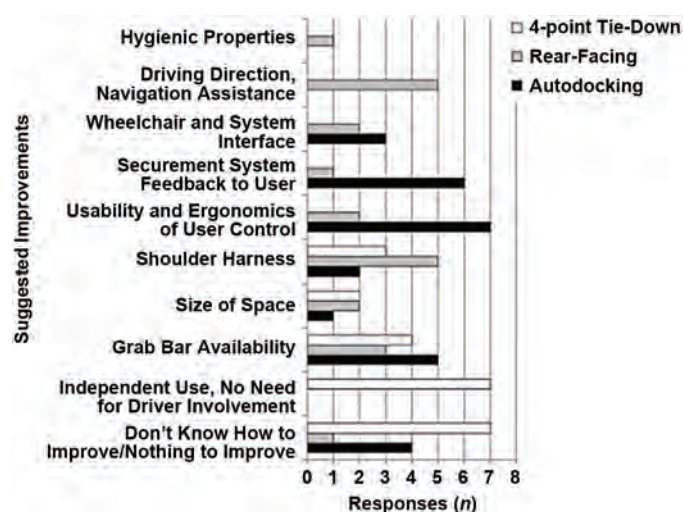 4-point Tie-Down
Rear-Facing
Autodocking
Suggested Improvements
Hygienic Properties
Driving Direction,
Navigation Assistance
Wheelchair and System
Interface
Securement System
Feedback to User
Usability and Ergonomics
of User Control
Shoulder Harness
Size of Space
Grab Bar Availability
Independent Use, No Need
for Driver Involvement
Don't Know How to
Improve/Nothing to Improve
0 1 2 3 4 5 6 7 8
Responses (n)